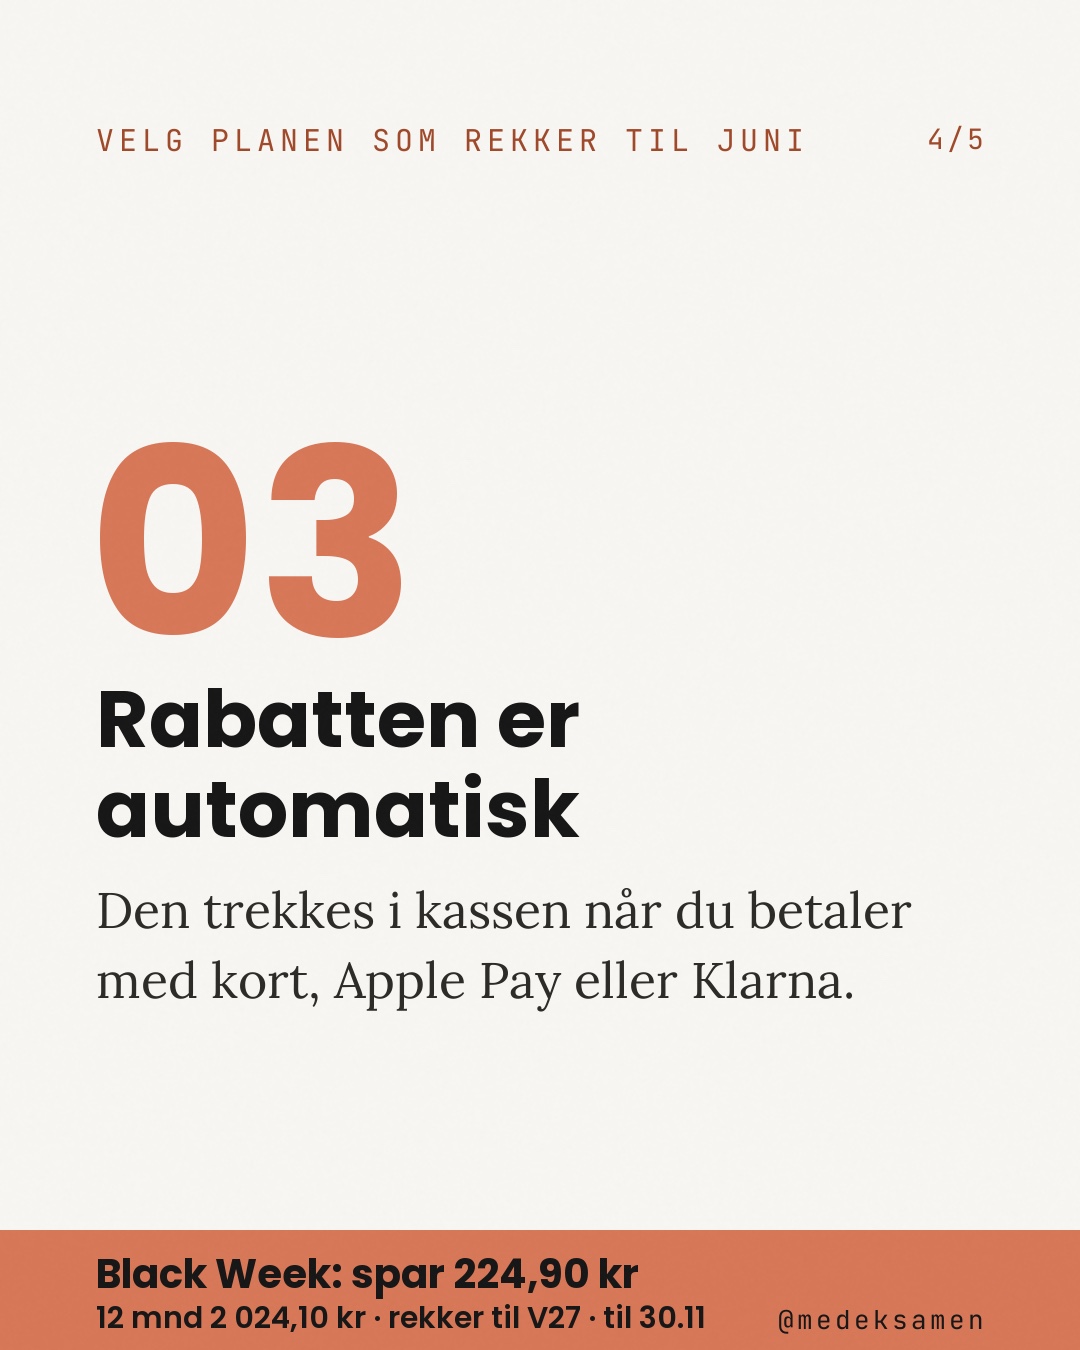 VELG PLANEN SOM REKKER TIL JUNI 4/5
03
Rabatten er
automatisk
Den trekkes i kassen når du betaler
med kort, Apple Pay eller Klarna.
Black Week: spar 224,90 kr
12 mnd 2 024,10 kr · rekker til V27 · til 30.11
@medeksamen